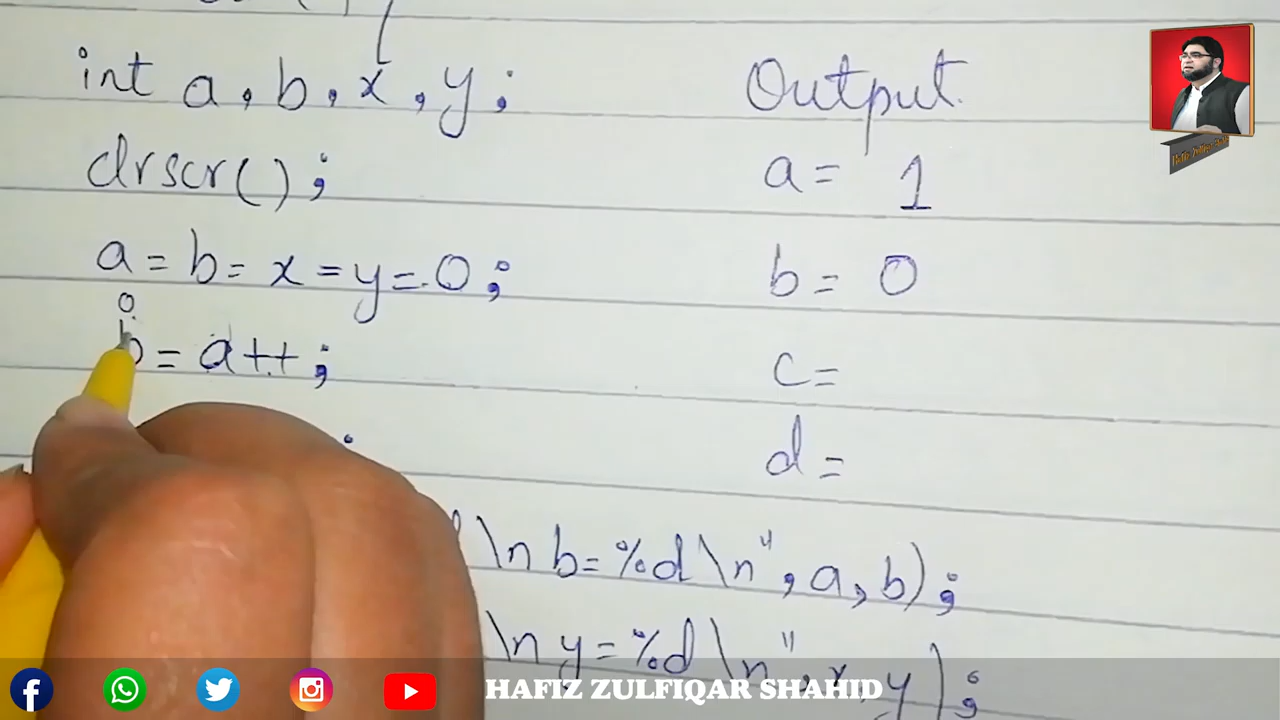 int a, b, x, y;
clrscr();
a = b = x = y = 0;
0
b = a++;
;
\n b=%d \n", a, b);
\n y=%d \n", x, y);
Output
a = 1
b = 0
c =
d =
HAFIZ ZULFIQAR SHAHID